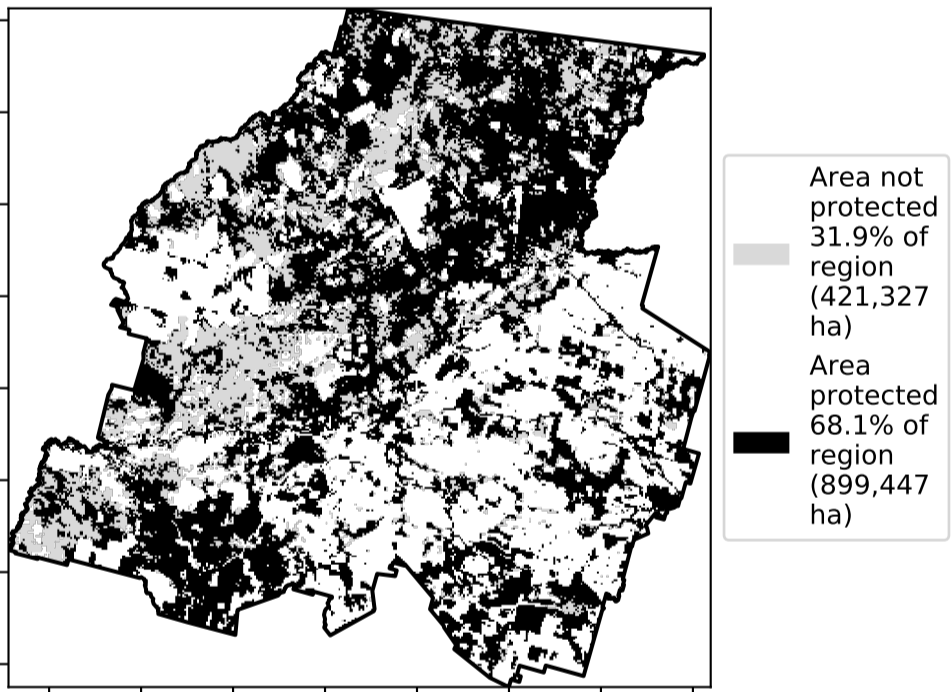 Area not
protected
31.9% of
region
(421,327
ha)
Area
protected
68.1% of
region
(899,447
ha)